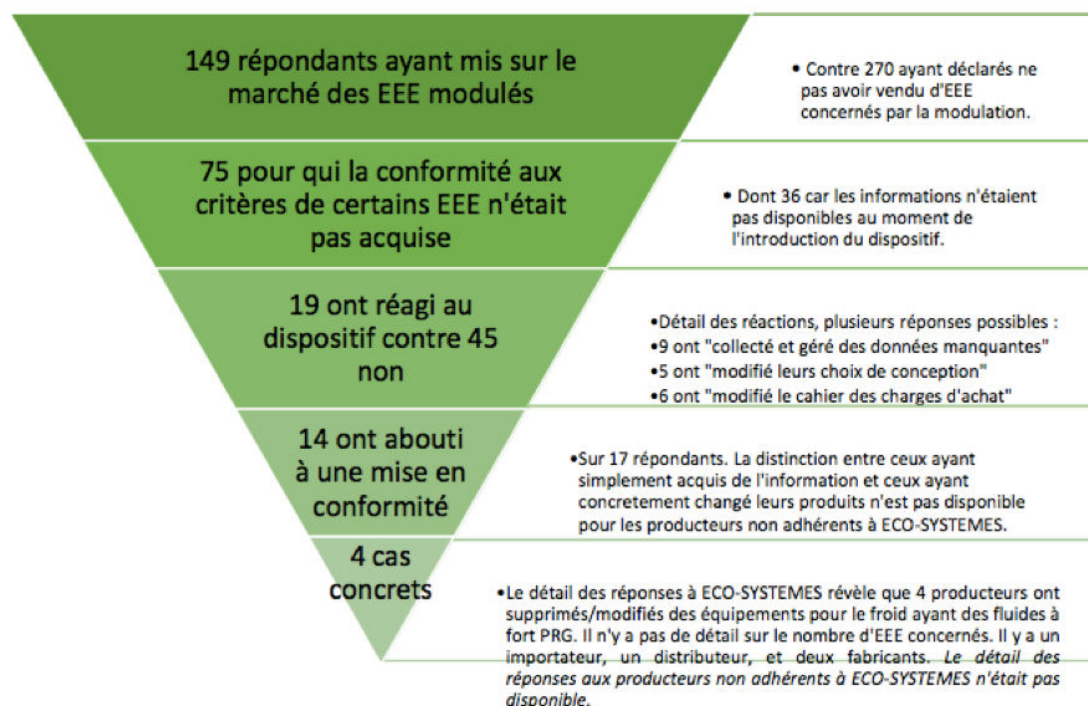 149 répondants ayant mis sur le
marché des EEE modulés
• Contre 270 ayant déclarés ne
pas avoir vendu d'EEE
concernés par la modulation.
75 pour qui la conformité aux
critères de certains EEE n'était
pas acquise
• Dont 36 car les informations n'étaient
pas disponibles au moment de
l'introduction du dispositif.
19 ont réagi au
dispositif contre 45
non
•Détail des réactions, plusieurs réponses possibles :
•9 ont "collecté et géré des données manquantes"
•5 ont "modifié leurs choix de conception"
•6 ont "modifié le cahier des charges d'achat"
14 ont abouti
à une mise en
conformité
•Sur 17 répondants. La distinction entre ceux ayant
simplement acquis de l'information et ceux ayant
concretement changé leurs produits n'est pas disponible
pour les producteurs non adhérents à ECO-SYSTEMES.
4 cas
concrets
•Le détail des réponses à ECO-SYSTEMES révèle que 4 producteurs ont
supprimés/modifiés des équipements pour le froid ayant des fluides à
fort PRG. Il n'y a pas de détail sur le nombre d'EEE concernés. Il y a un
importateur, un distributeur, et deux fabricants. Le détail des
réponses aux producteurs non adhérents à ECO-SYSTEMES n'était pas
disponible.